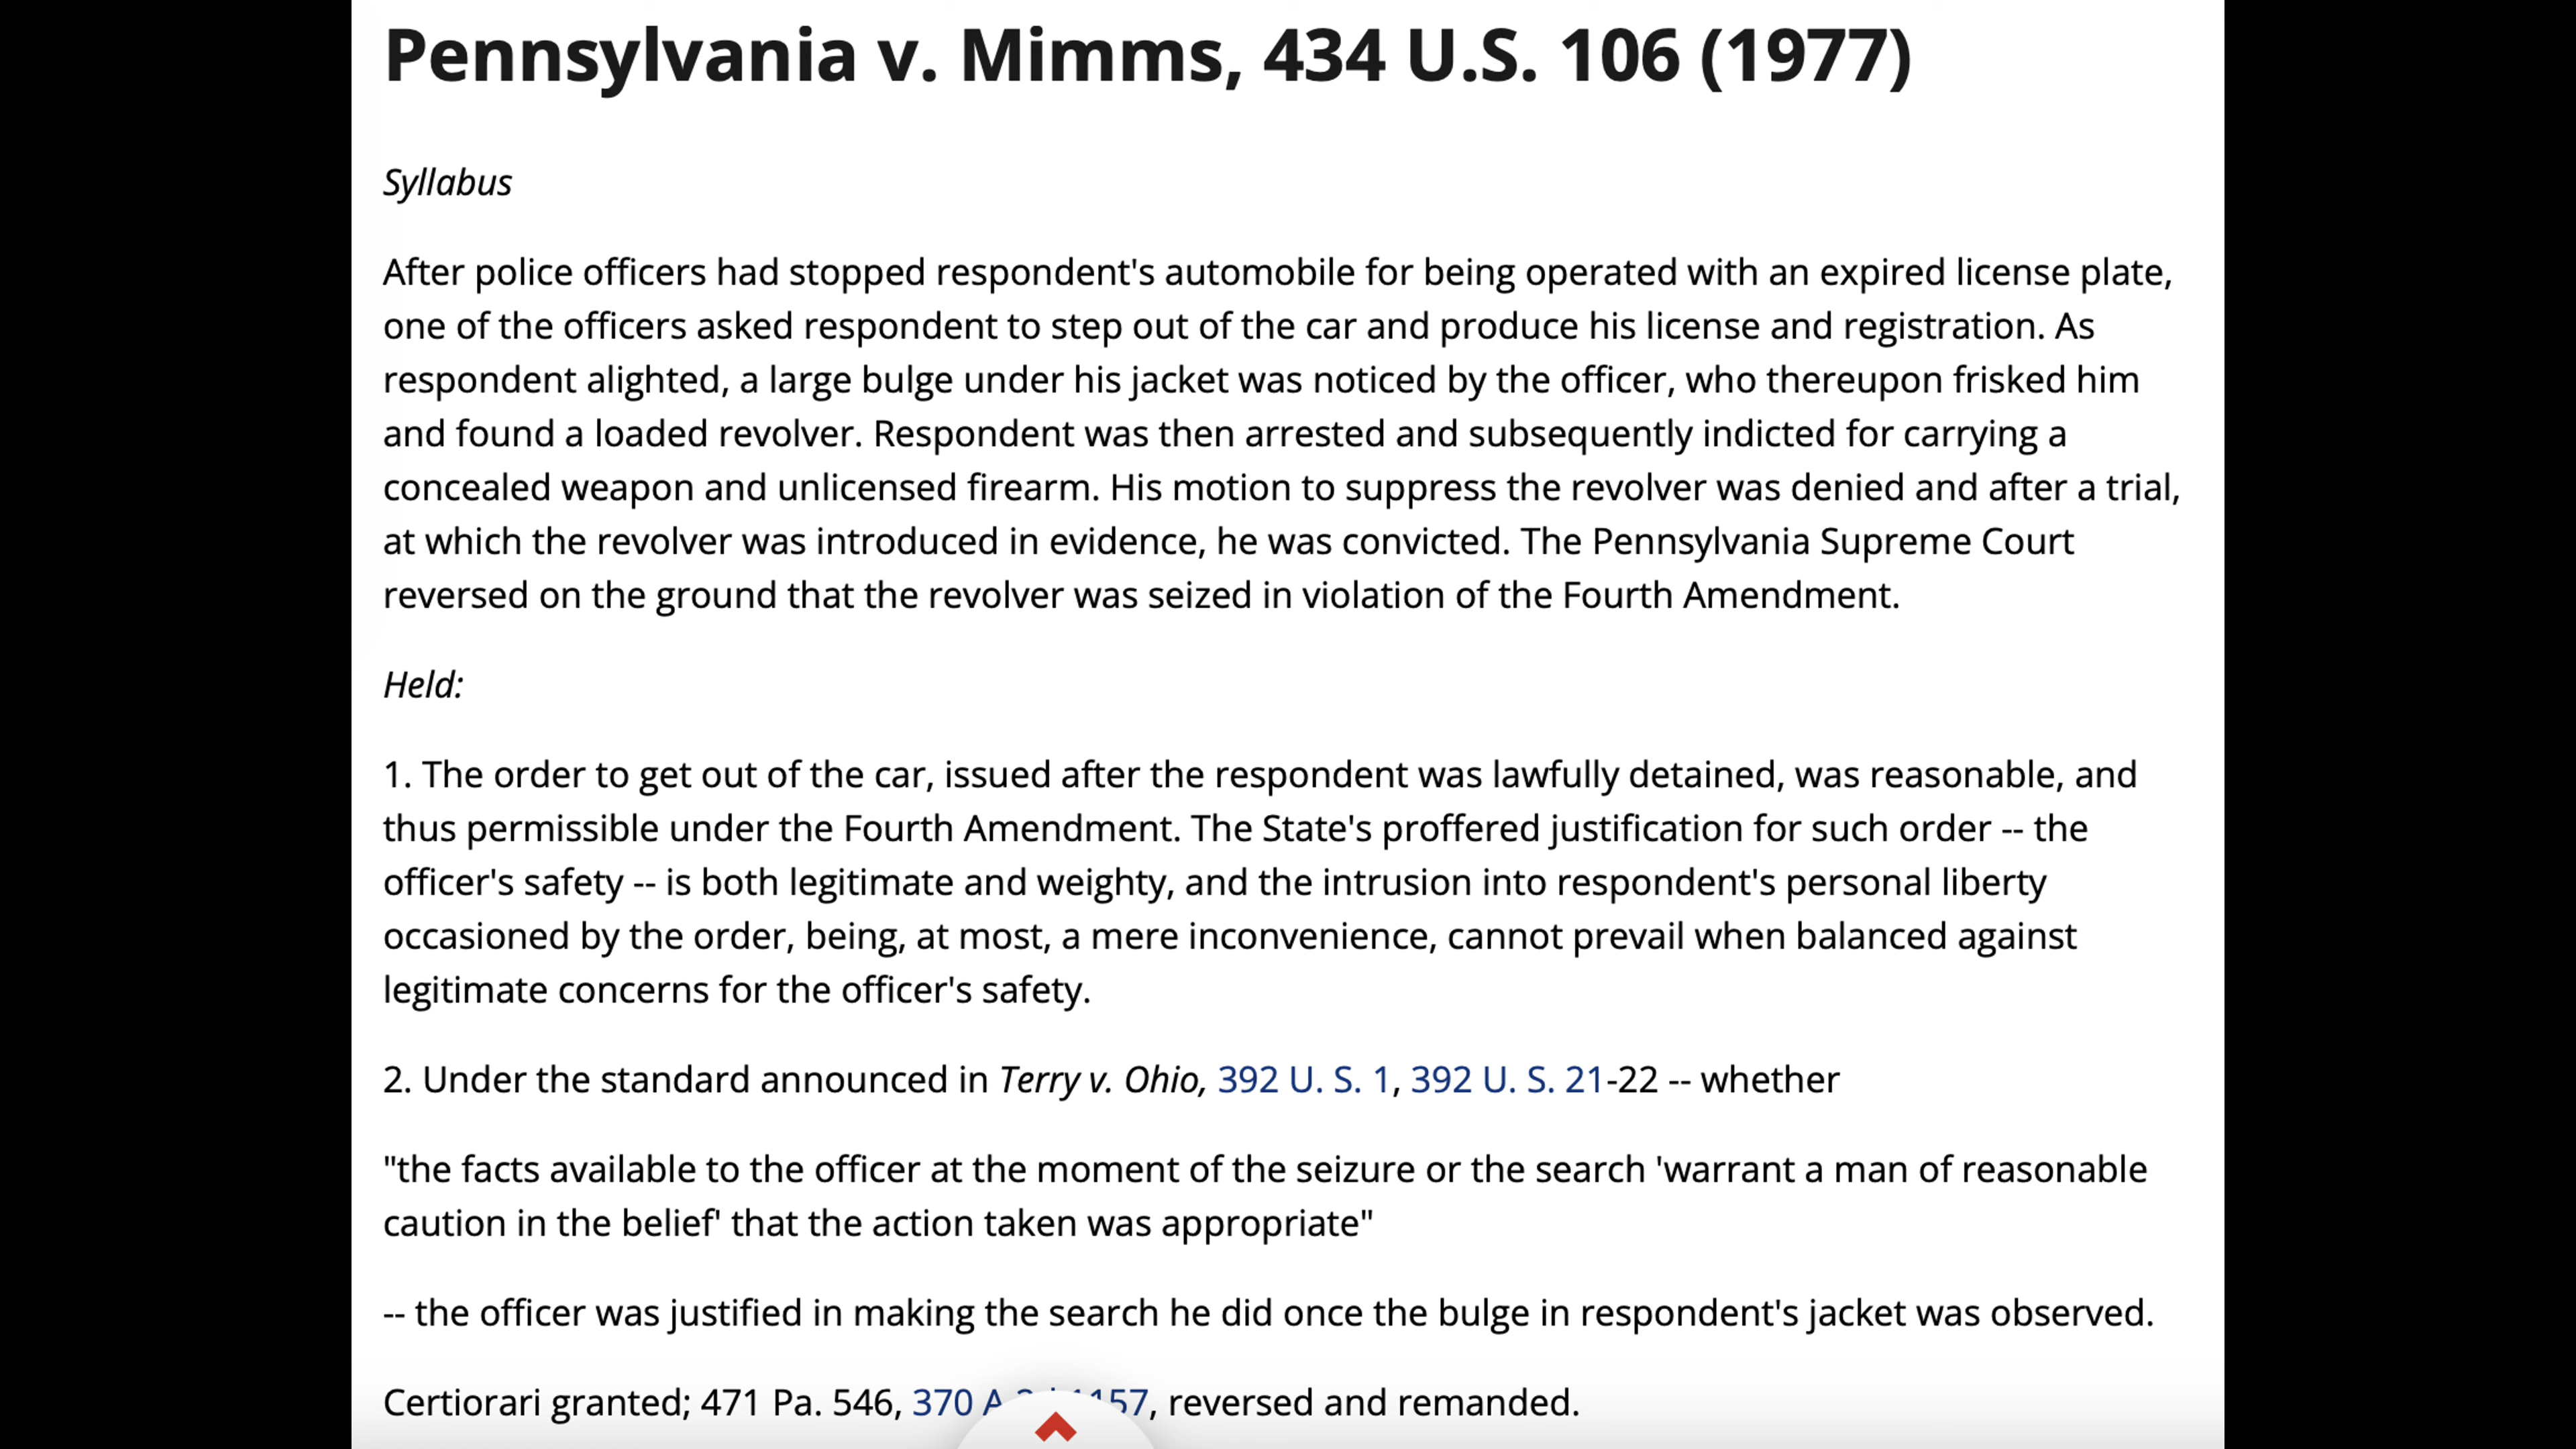 Pennsylvania v. Mimms, 434 U.S. 106 (1977)
Syllabus
After police officers had stopped respondent's automobile for being operated with an expired license plate,
one of the officers asked respondent to step out of the car and produce his license and registration. As
respondent alighted, a large bulge under his jacket was noticed by the officer, who thereupon frisked him
and found a loaded revolver. Respondent was then arrested and subsequently indicted for carrying a
concealed weapon and unlicensed firearm. His motion to suppress the revolver was denied and after a trial,
at which the revolver was introduced in evidence, he was convicted. The Pennsylvania Supreme Court
reversed on the ground that the revolver was seized in violation of the Fourth Amendment.
Held:
1. The order to get out of the car, issued after the respondent was lawfully detained, was reasonable, and
thus permissible under the Fourth Amendment. The State's proffered justification for such order -- the
officer's safety -- is both legitimate and weighty, and the intrusion into respondent's personal liberty
occasioned by the order, being, at most, a mere inconvenience, cannot prevail when balanced against
legitimate concerns for the officer's safety.
2. Under the standard announced in Terry v. Ohio, 392 U. S. 1, 392 U. S. 21-22 -- whether
"the facts available to the officer at the moment of the seizure or the search 'warrant a man of reasonable
caution in the belief' that the action taken was appropriate"
-- the officer was justified in making the search he did once the bulge in respondent's jacket was observed.
Certiorari granted; 471 Pa. 546, 370 A 157, reversed and remanded.